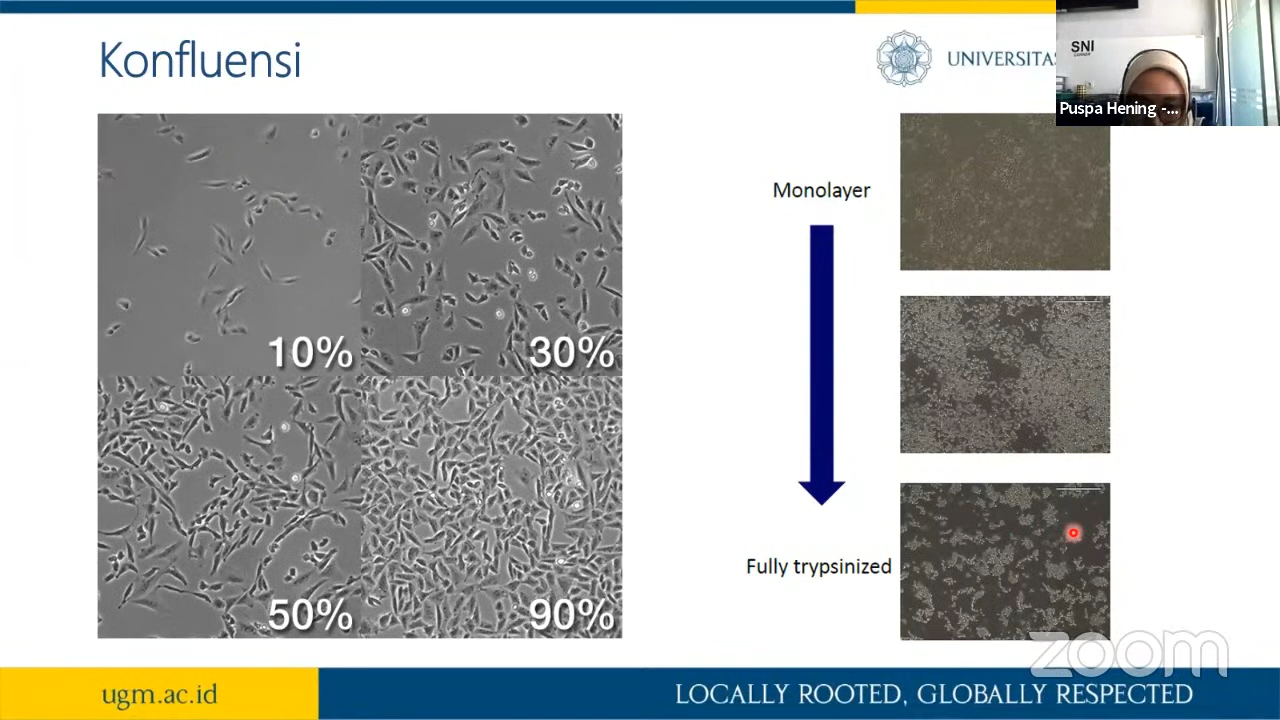 Konfluensi
UNIVERSITAS
SNI
Puspa Hening -...
10%
30%
50%
90%
Monolayer
Fully trypsinized
zoom
ugm.ac.id
LOCALLY ROOTED, GLOBALLY RESPECTED